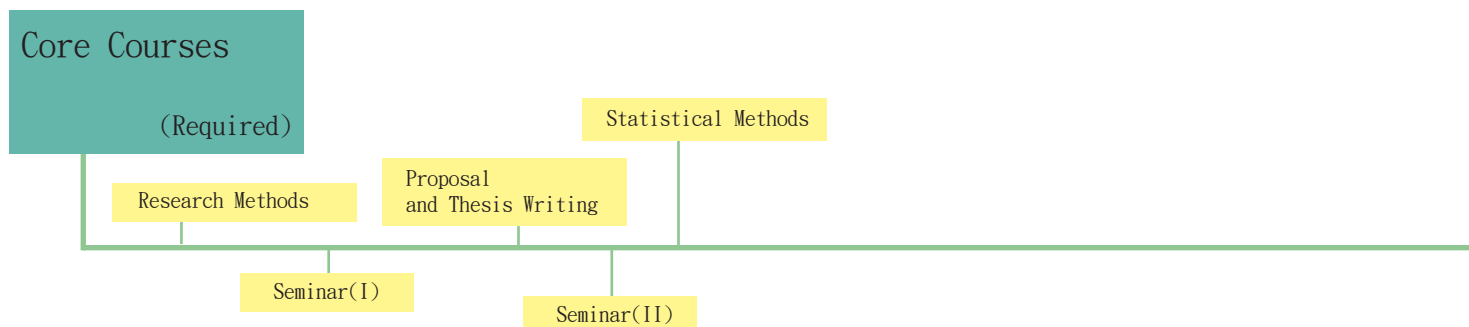 Core Courses
(Required)
Statistical Methods
Proposal
and Thesis Writing
Research Methods
Seminar(I)
Seminar(II)